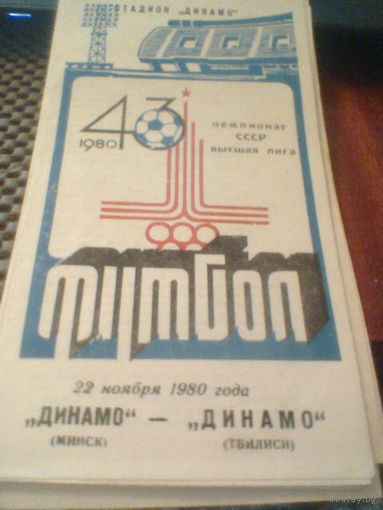 СТАДИОН „ДИНАМО“
43
1980
чемпионат
СССР
высшая лига
ФУТБОЛ
22 ноября 1980 года
„ДИНАМО“ — „ДИНАМО“
(МИНСК) (ТБИЛИСИ)